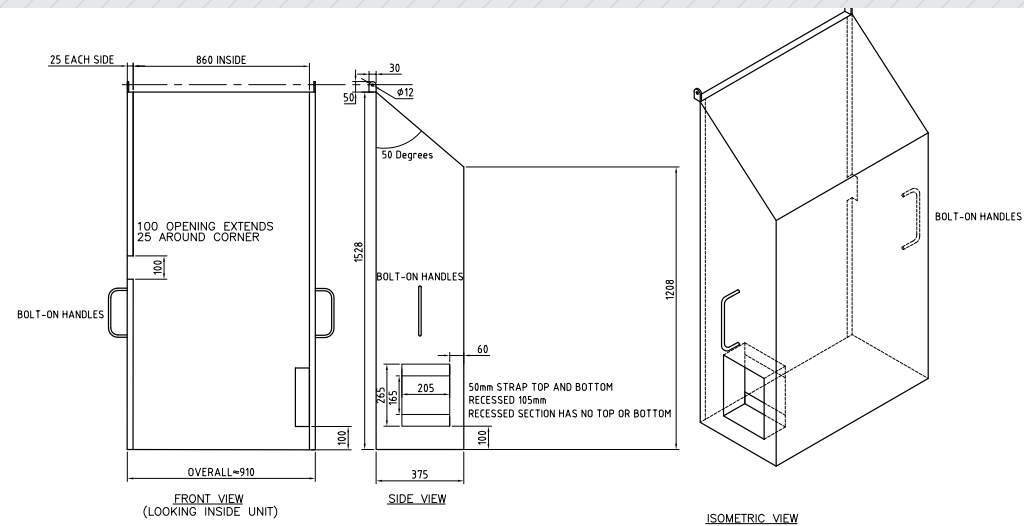 25 EACH SIDE
860 INSIDE
100 OPENING EXTENDS
25 AROUND CORNER
100
BOLT-ON HANDLES
100
OVERALL≈910
FRONT VIEW
(LOOKING INSIDE UNIT)
30
50
ø12
50 Degrees
1528
BOLT-ON HANDLES
1208
60
265
165
205
50mm STRAP TOP AND BOTTOM
RECESSED 105mm
RECESSED SECTION HAS NO TOP OR BOTTOM
100
375
SIDE VIEW
BOLT-ON HANDLES
ISOMETRIC VIEW